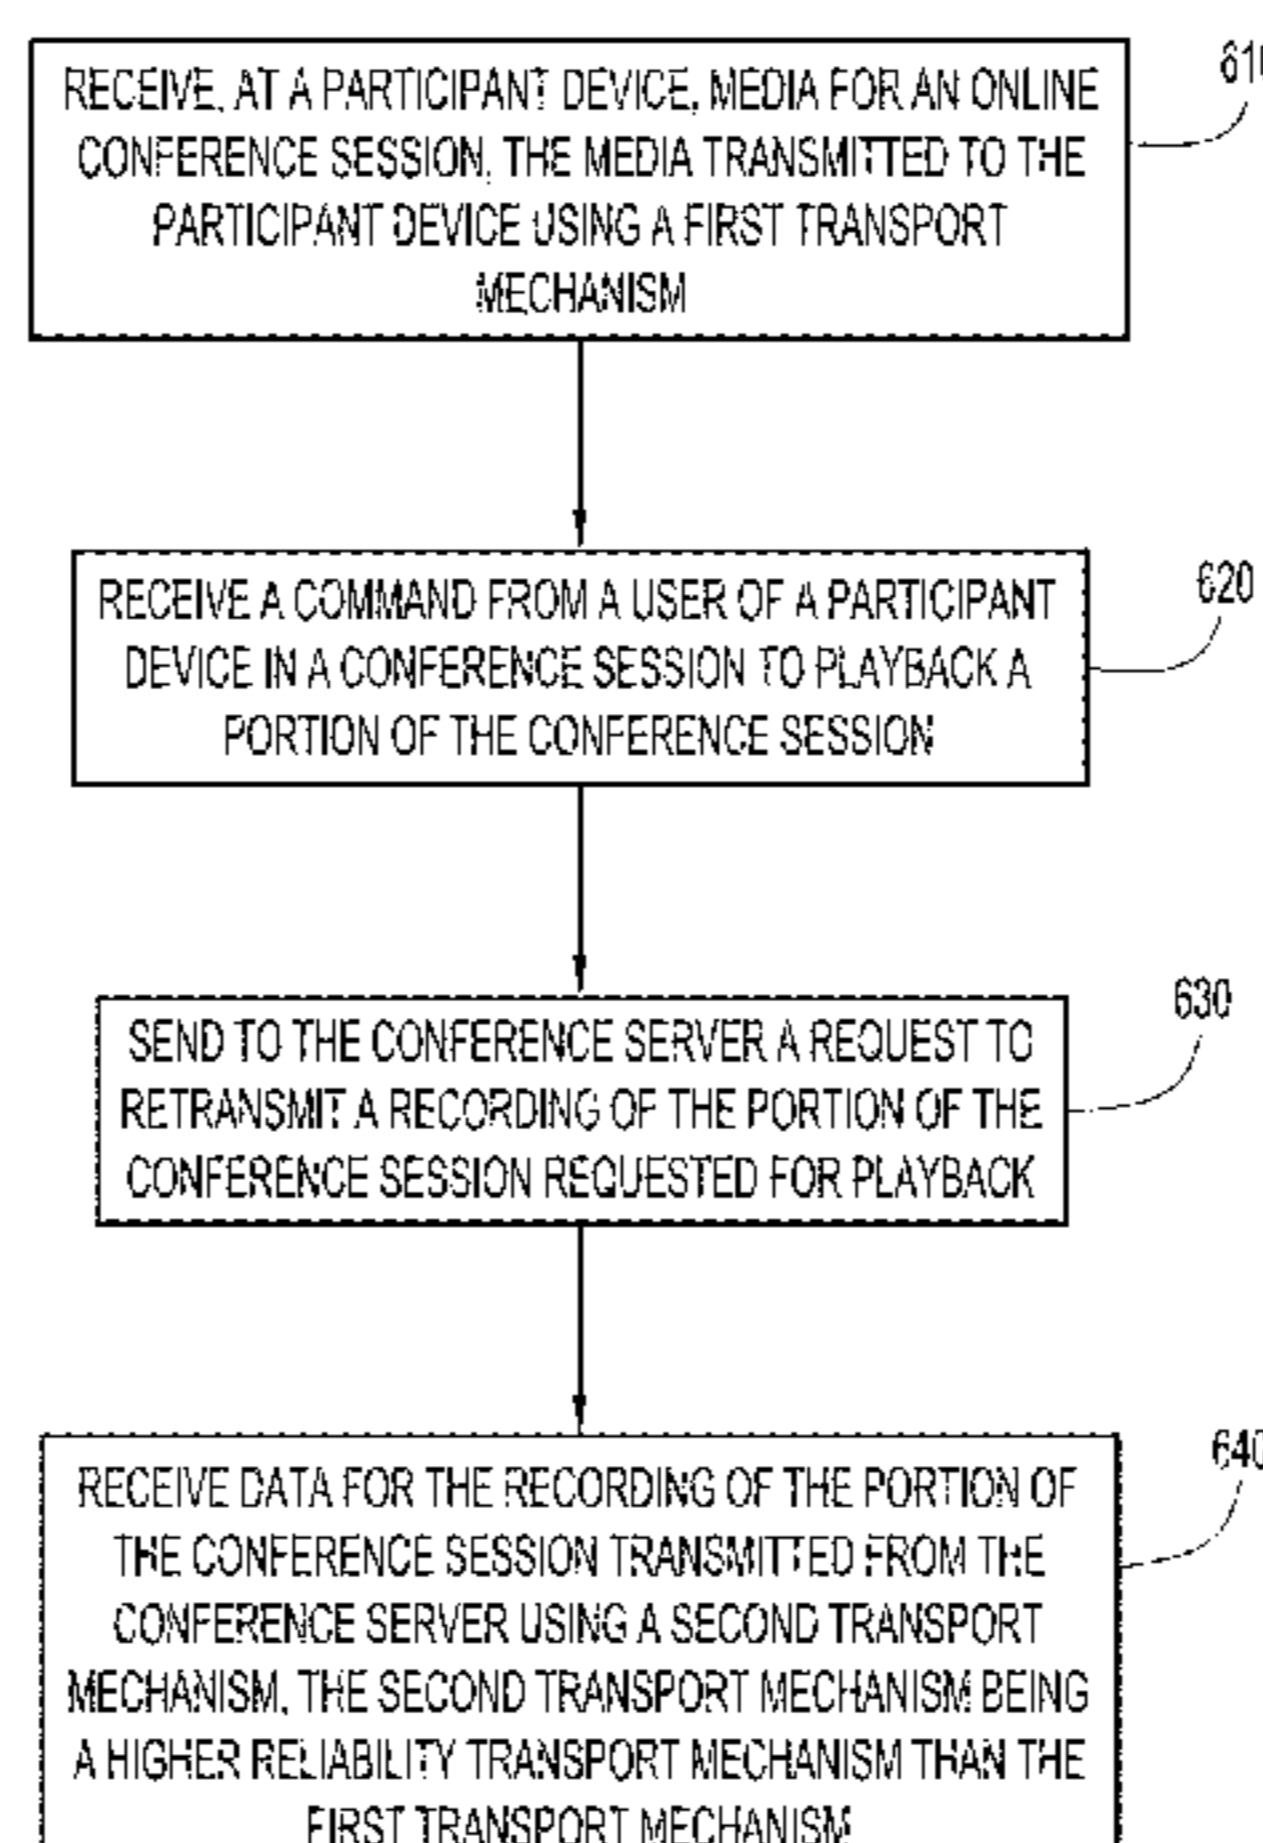 RECEIVE, AT A PARTICIPANT DEVICE, MEDIA FOR AN ONLINE
CONFERENCE SESSION, THE MEDIA TRANSMITTED TO THE
PARTICIPANT DEVICE USING A FIRST TRANSPORT
MECHANISM
610
RECEIVE A COMMAND FROM A USER OF A PARTICIPANT
DEVICE IN A CONFERENCE SESSION TO PLAYBACK A
PORTION OF THE CONFERENCE SESSION
620
SEND TO THE CONFERENCE SERVER A REQUEST TO
RETRANSMIT A RECORDING OF THE PORTION OF THE
CONFERENCE SESSION REQUESTED FOR PLAYBACK
630
RECEIVE DATA FOR THE RECORDING OF THE PORTION OF
THE CONFERENCE SESSION TRANSMITTED FROM THE
CONFERENCE SERVER USING A SECOND TRANSPORT
MECHANISM, THE SECOND TRANSPORT MECHANISM BEING
A HIGHER RELIABILITY TRANSPORT MECHANISM THAN THE
FIRST TRANSPORT MECHANISM
640